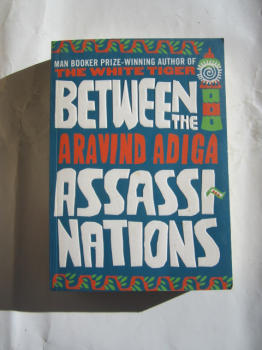 MAN BOOKER PRIZE-WINNING AUTHOR OF
THE WHITE TIGER
BETWEEN
THE
ARAVIND ADIGA
ASSASSI-
NATIONS